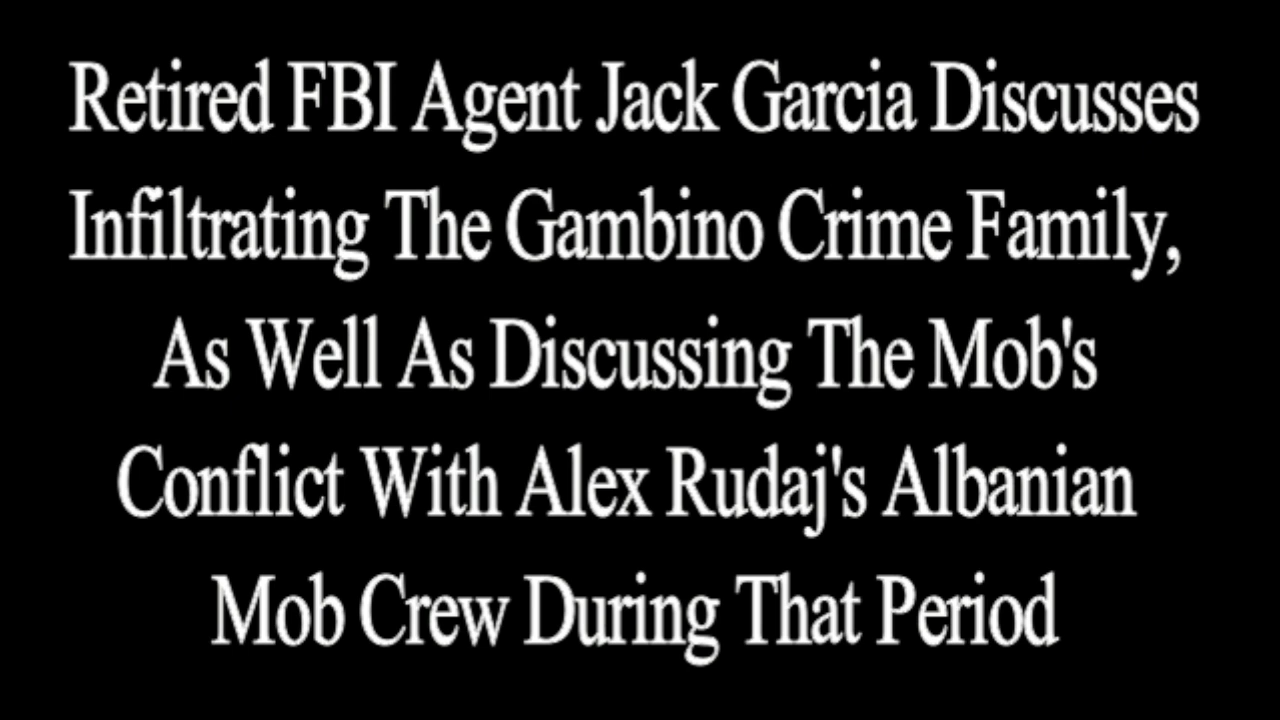 Retired FBI Agent Jack Garcia Discusses
Infiltrating The Gambino Crime Family,
As Well As Discussing The Mob's
Conflict With Alex Rudaj's Albanian
Mob Crew During That Period